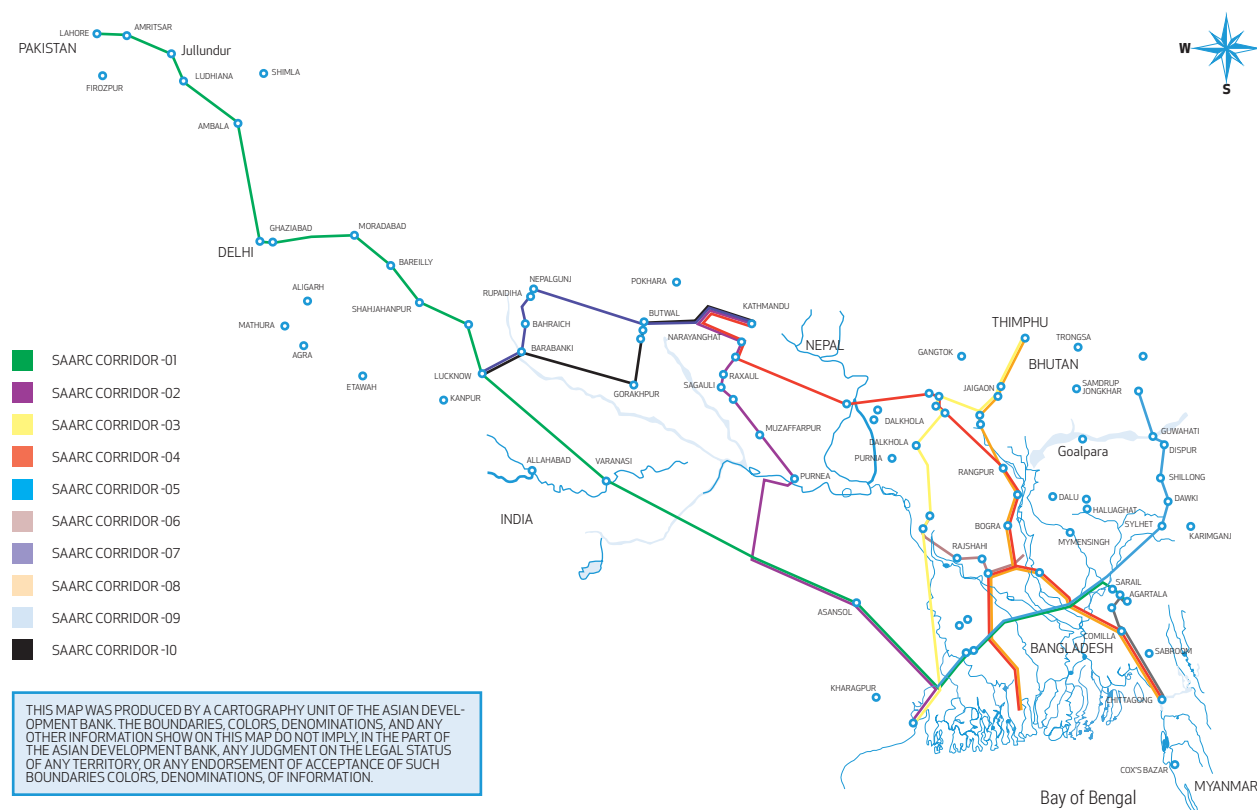 LAHORE
AMRITSAR
PAKISTAN
Jullundur
FIROZPUR
LUDHIANA
SHIMLA
AMBALA
W
S
GHAZIABAD
DELHI
MORADABAD
BAREILLY
ALIGARH
SHAHJAHANPUR
MATHURA
AGRA
ETAWAH
KANPUR
LUCKNOW
NEPALGUNJ
RUPAIDIHA
BAHRAICH
BARABANKI
POKHARA
BUTWAL
GORAKHPUR
KATHMANDU
NARAYANGHAT
NEPAL
RAXAUL
SAGAULI
MUZAFFARPUR
PURNEA
ALLAHABAD
VARANASI
INDIA
ASANSOL
KHARAGPUR
THIMPHU
BHUTAN
TRONGSA
GANGTOK
JAIGAON
SAMDRUP
JONGKHAR
DALKHOLA
DALKHOLA
PURNIA
RANGPUR
Goalpara
GUWAHATI
DISPUR
SHILLONG
DALU
HALUAGHAT
DAWKI
BOGRA
MYMENSINGH
SYLHET
KARIMGANJ
RAJSHAHI
SARAIL
AGARTALA
COMILLA
BANGLADESH
SABROOM
CHITTAGONG
COX'S BAZAR
MYANMAR
Bay of Bengal
SAARC CORRIDOR -01
SAARC CORRIDOR -02
SAARC CORRIDOR -03
SAARC CORRIDOR -04
SAARC CORRIDOR -05
SAARC CORRIDOR -06
SAARC CORRIDOR -07
SAARC CORRIDOR -08
SAARC CORRIDOR -09
SAARC CORRIDOR -10
THIS MAP WAS PRODUCED BY A CARTOGRAPHY UNIT OF THE ASIAN DEVEL-
OPMENT BANK. THE BOUNDARIES, COLORS, DENOMINATIONS, AND ANY
OTHER INFORMATION SHOW ON THIS MAP DO NOT IMPLY, IN THE PART OF
THE ASIAN DEVELOPMENT BANK, ANY JUDGMENT ON THE LEGAL STATUS
OF ANY TERRITORY, OR ANY ENDORSEMENT OF ACCEPTANCE OF SUCH
BOUNDARIES COLORS, DENOMINATIONS, OF INFORMATION.